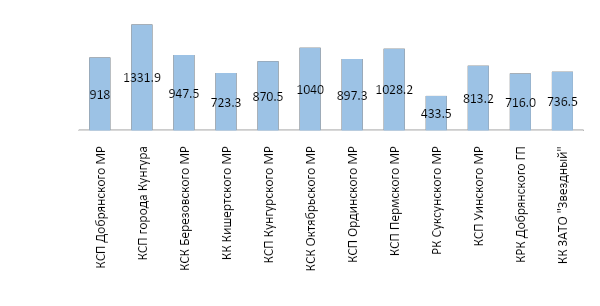 918
1331.9
947.5
723.3
870.5
1040
897.3
1028.2
433.5
813.2
716.0
736.5
КСП Добрянского МР
КСП города Кунгура
КСК Березовского МР
КК Кишертского МР
КСП Кунгурского МР
КСК Октябрьского МР
КСП Ординского МР
КСП Пермского МР
РК Суксунского МР
КСП Уинского МР
КРК Добрянского ГП
КК ЗАТО "Звездный"